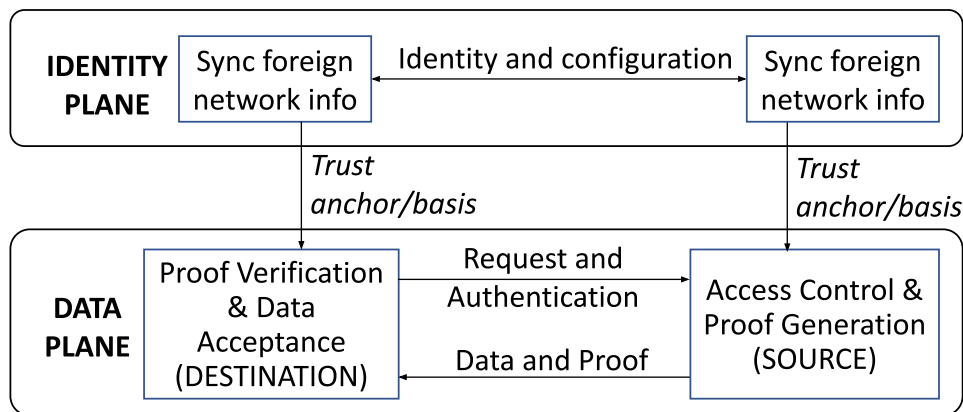 IDENTITY
PLANE
Sync foreign
network info
Identity and configuration
Sync foreign
network info
Trust
anchor/basis
Trust
anchor/basis
DATA
PLANE
Proof Verification
& Data
Acceptance
(DESTINATION)
Request and
Authentication
Data and Proof
Access Control &
Proof Generation
(SOURCE)